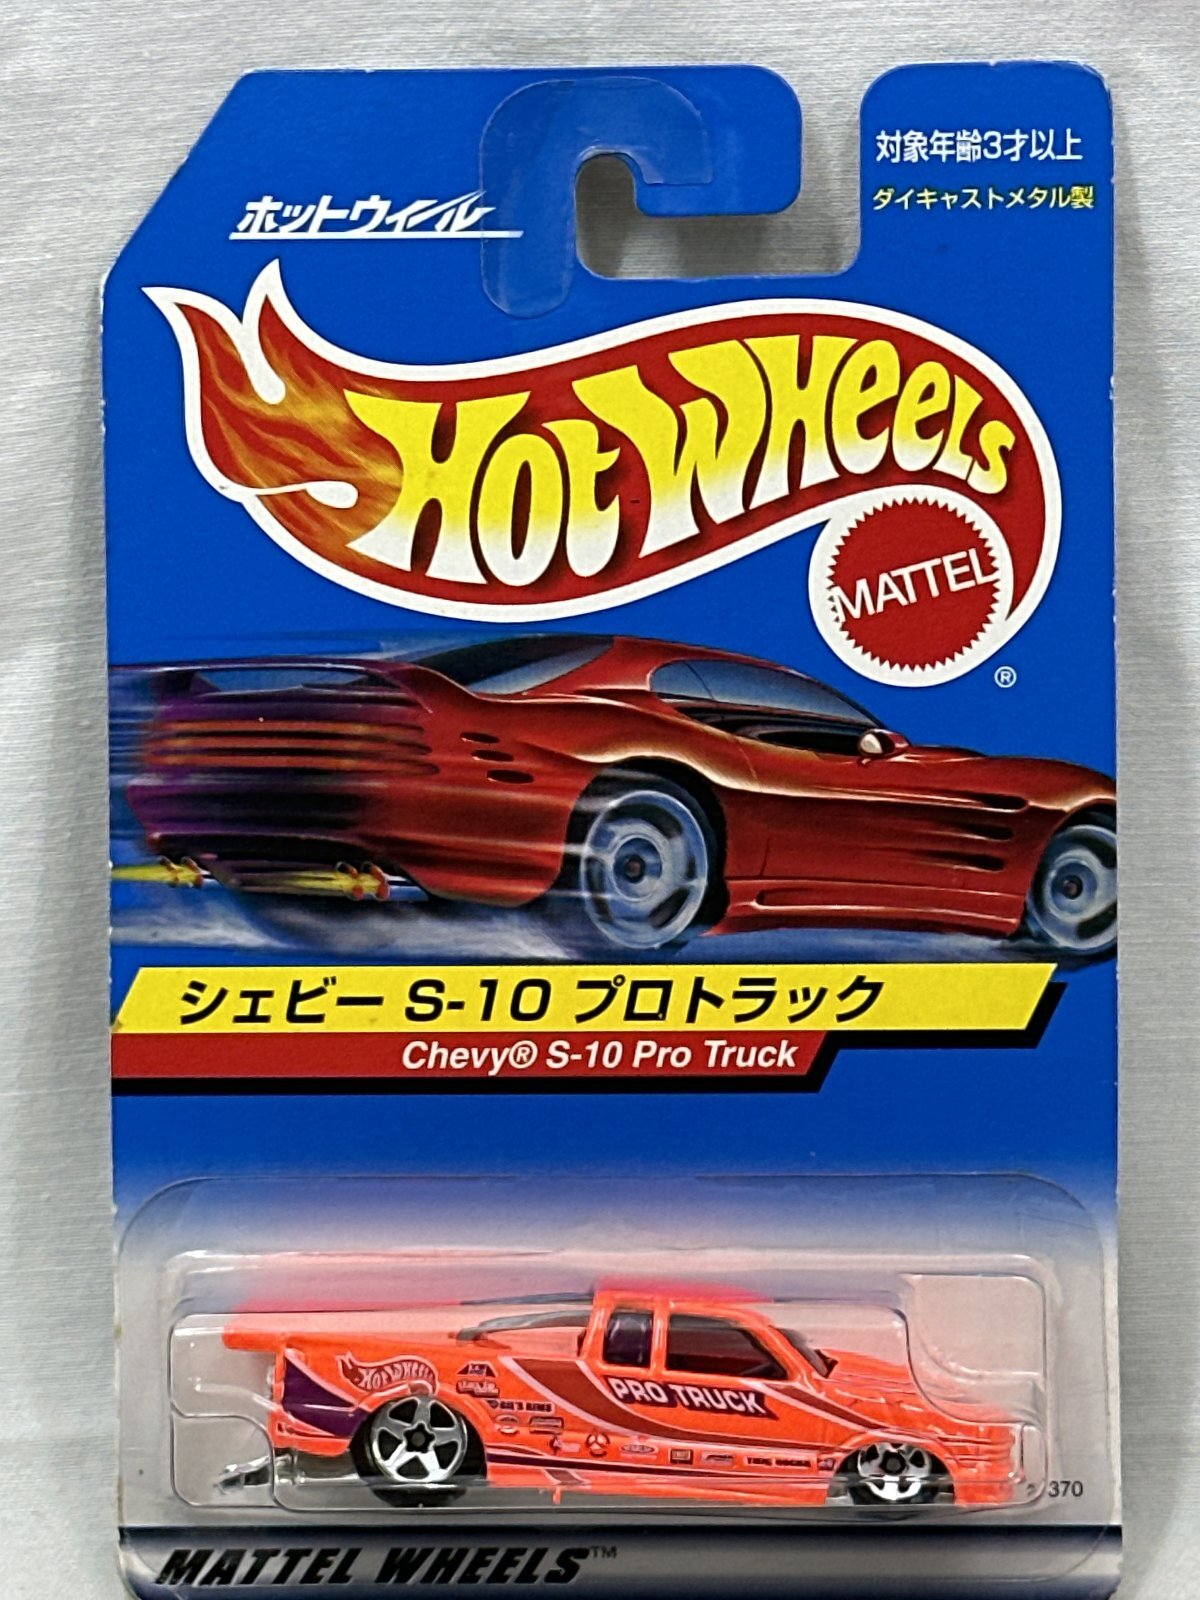 対象年齢3才以上
ダイキャストメタル製
ホットウィール
HOT WHEELS
MATTEL
®
シェビー S-10 プロトラック
Chevy® S-10 Pro Truck
HOT WHEELS
PRO TRUCK
370
MATTEL WHEELS™